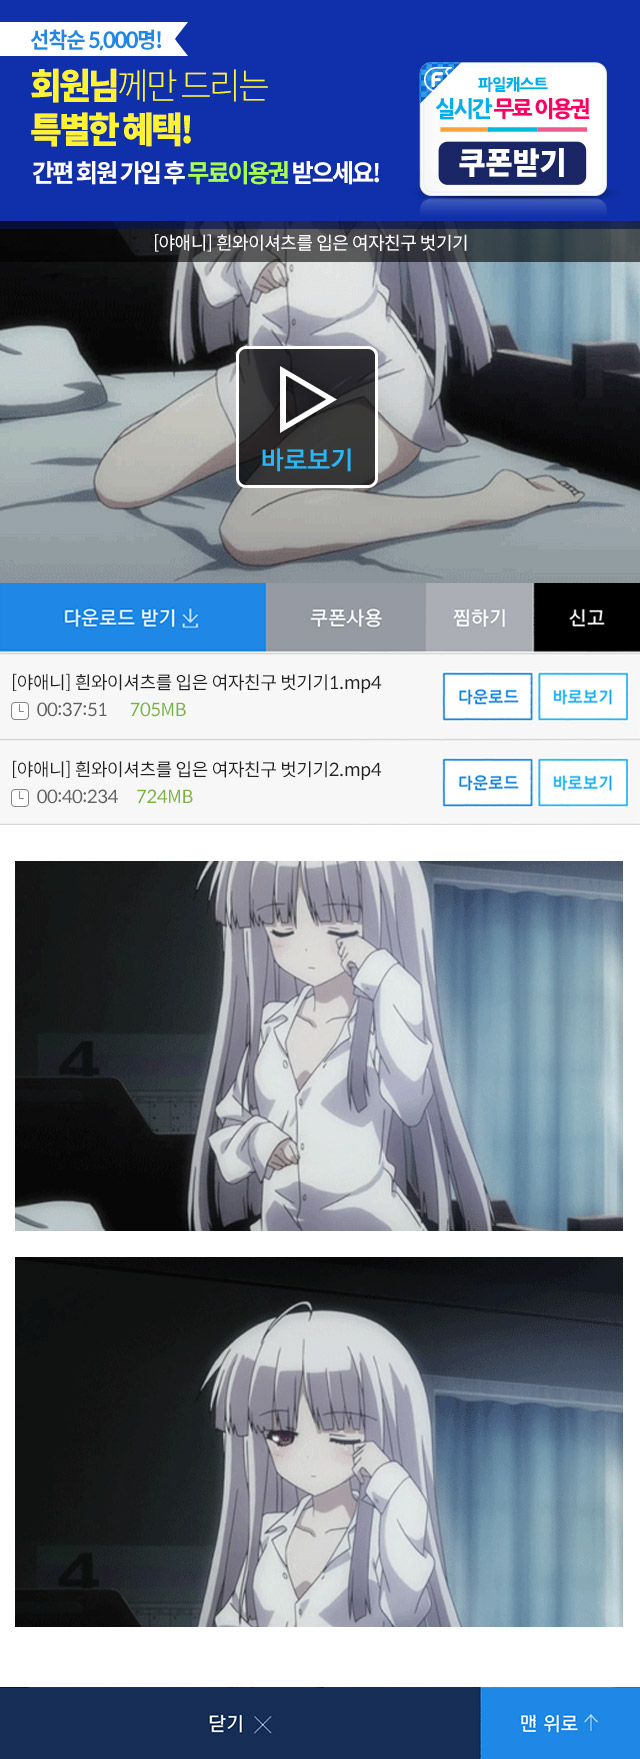 선착순 5,000명!
회원님께만 드리는
특별한 혜택!
간편 회원 가입 후 무료이용권 받으세요!
파일캐스트
실시간 무료 이용권
쿠폰받기
[야애니] 흰와이셔츠를 입은 여자친구 벗기기
바로보기
다운로드 받기 쿠폰사용 찜하기 신고
[야애니] 흰와이셔츠를 입은 여자친구 벗기기1.mp4
00:37:51 705MB
다운로드 바로보기
[야애니] 흰와이셔츠를 입은 여자친구 벗기기2.mp4
00:40:234 724MB
다운로드 바로보기
4
4
닫기 맨 위로